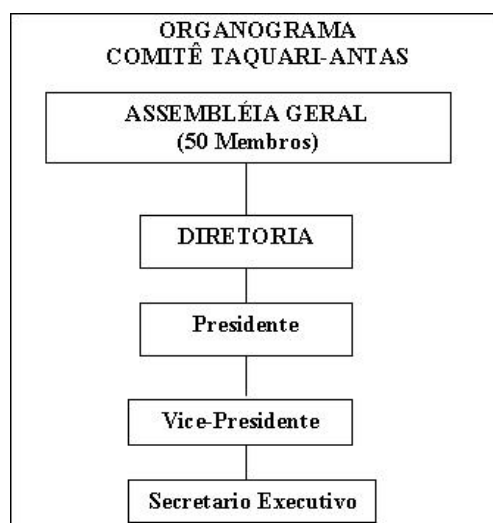 ORGANOGRAMA
COMITÊ TAQUARI-ANTAS
ASSEMBLÉIA GERAL
(50 Membros)
DIRETORIA
Presidente
Vice-Presidente
Secretario Executivo